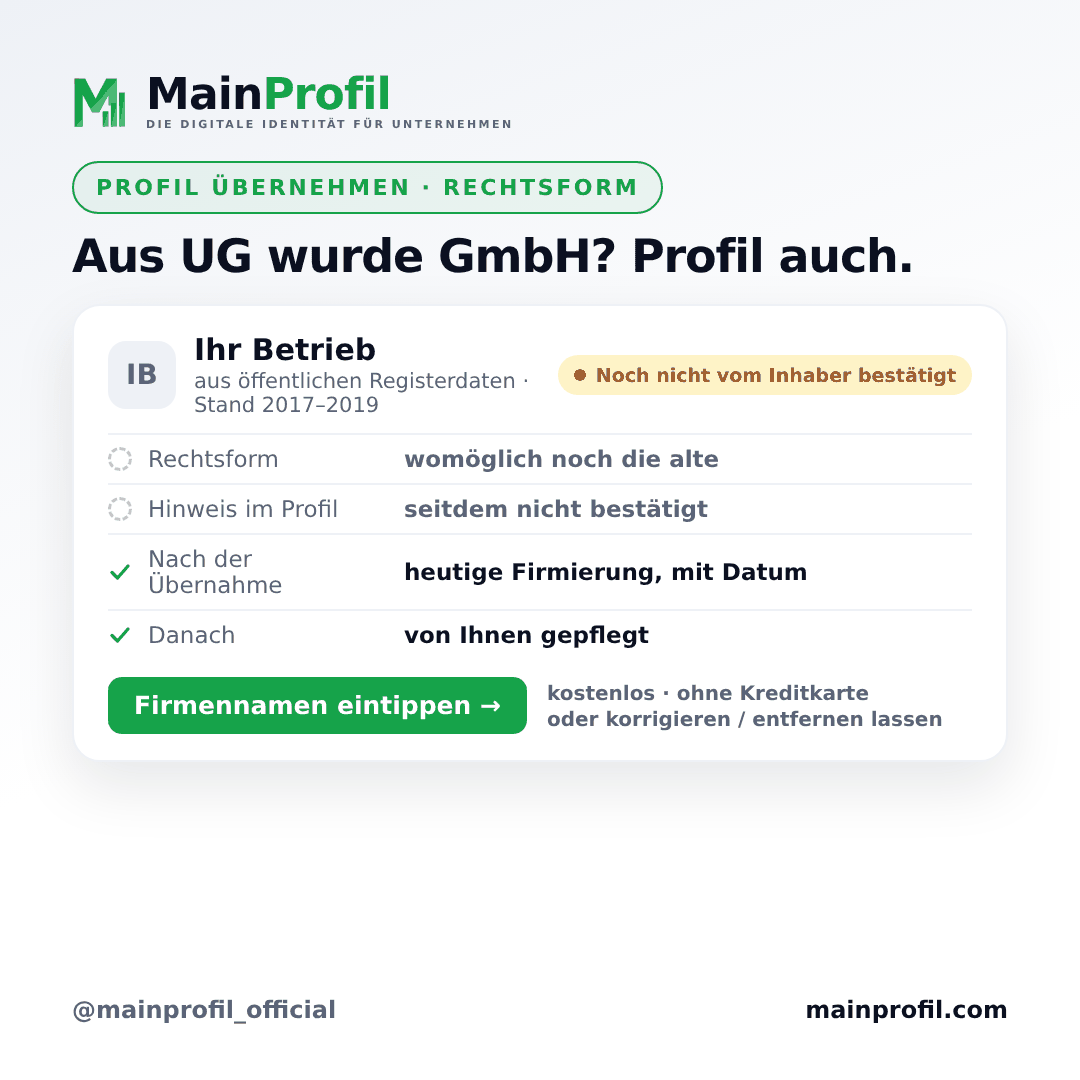 MainProfil
DIE DIGITALE IDENTITÄT FÜR UNTERNEHMEN
PROFIL ÜBERNEHMEN · RECHTSFORM
Aus UG wurde GmbH? Profil auch.
IB
Ihr Betrieb
aus öffentlichen Registerdaten ·
Stand 2017–2019
Noch nicht vom Inhaber bestätigt
Rechtsform womöglich noch die alte
Hinweis im Profil seitdem nicht bestätigt
Nach der
Übernahme heutige Firmierung, mit Datum
Danach von Ihnen gepflegt
Firmennamen eintippen →
kostenlos · ohne Kreditkarte
oder korrigieren / entfernen lassen
@mainprofil_official
mainprofil.com